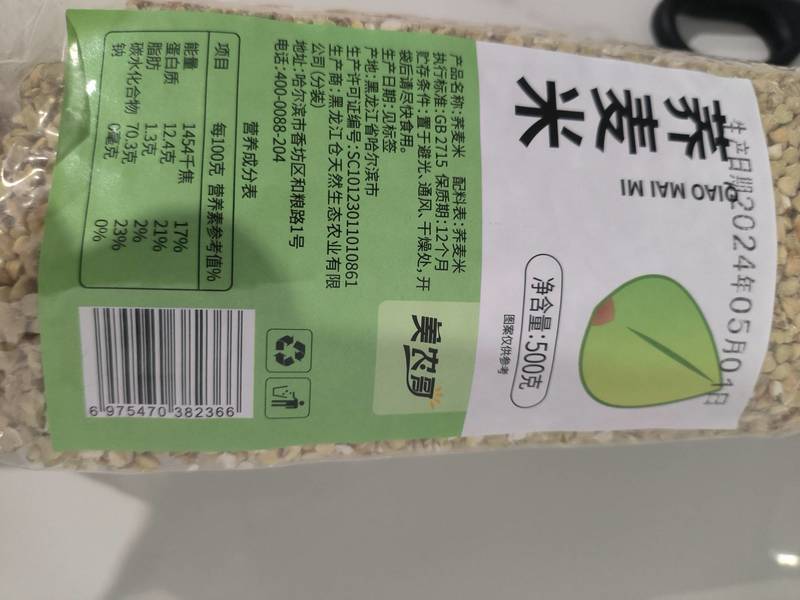 荞麦米
QIAO MAI MI
生产日期2024年05月01日
净含量:500克
图案仅供参考
美农哥
产品名称:荞麦米 配料表:荞麦米
执行标准:GB 2715 保质期:12个月
贮存条件:置于避光、通风、干燥处,开
袋后请尽快食用。
生产日期:见标签
产地:黑龙江省哈尔滨市
生产许可证编号:SC10123011010861
生产商:黑龙江仓天然生态农业有限
公司(分装)
地址:哈尔滨市香坊区和粮路1号
电话:400-0088-204
营养成分表
项目 每100克 营养素参考值%
能量 1454千焦 17%
蛋白质 12.4克 21%
脂肪 1.3克 2%
碳水化合物 70.3克 23%
钠 0毫克 0%
6 975470 382366